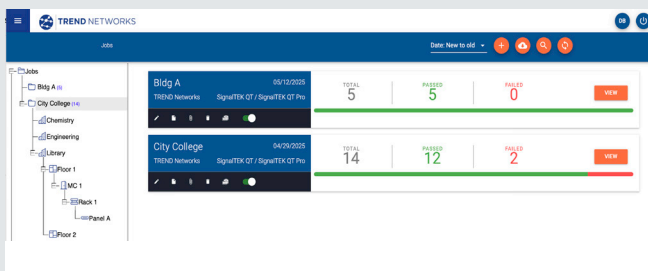 TREND NETWORKS
DB
Jobs
Date: New to old
Jobs
Bldg A (5)
City College (14)
Chemistry
Engineering
Library
Floor 1
MC 1
Rack 1
Panel A
Floor 2
Bldg A 05/12/2025
TREND Networks SignalTEK QT / SignalTEK QT Pro
TOTAL PASSED FAILED
5 5 0
VIEW
City College 04/29/2025
TREND Networks SignalTEK QT / SignalTEK QT Pro
TOTAL PASSED FAILED
14 12 2
VIEW